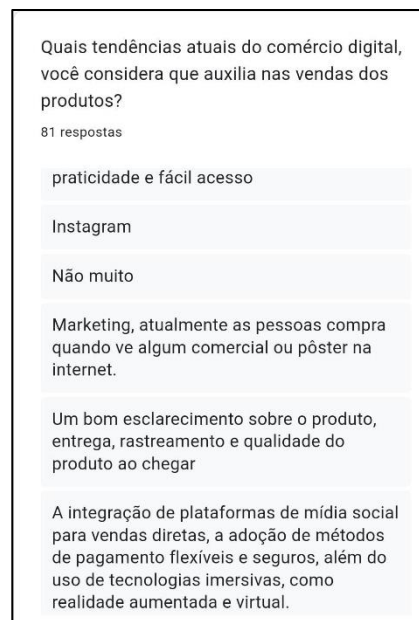 Quais tendências atuais do comércio digital,
você considera que auxilia nas vendas dos
produtos?
81 respostas
praticidade e fácil acesso
Instagram
Não muito
Marketing, atualmente as pessoas compra
quando ve algum comercial ou pôster na
internet.
Um bom esclarecimento sobre o produto,
entrega, rastreamento e qualidade do
produto ao chegar
A integração de plataformas de mídia social
para vendas diretas, a adoção de métodos
de pagamento flexíveis e seguros, além do
uso de tecnologias imersivas, como
realidade aumentada e virtual.